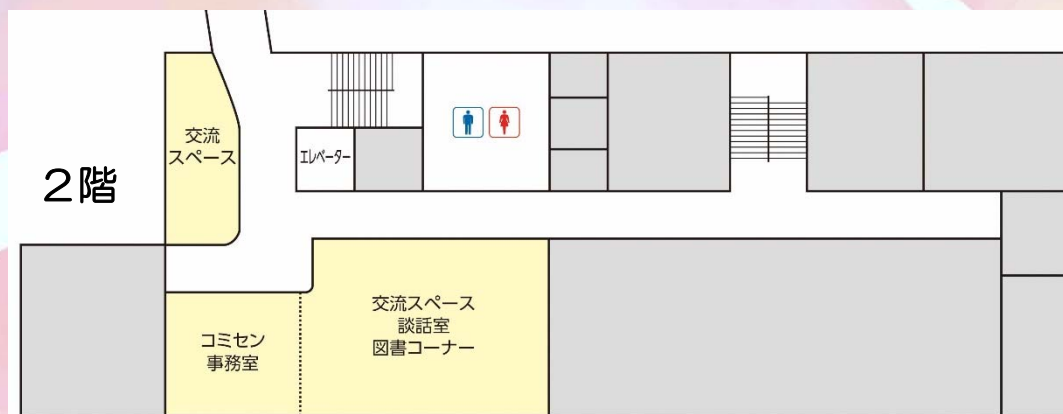 交流
スペース
エレベーター
2階
交流スペース
談話室
図書コーナー
コミセン
事務室